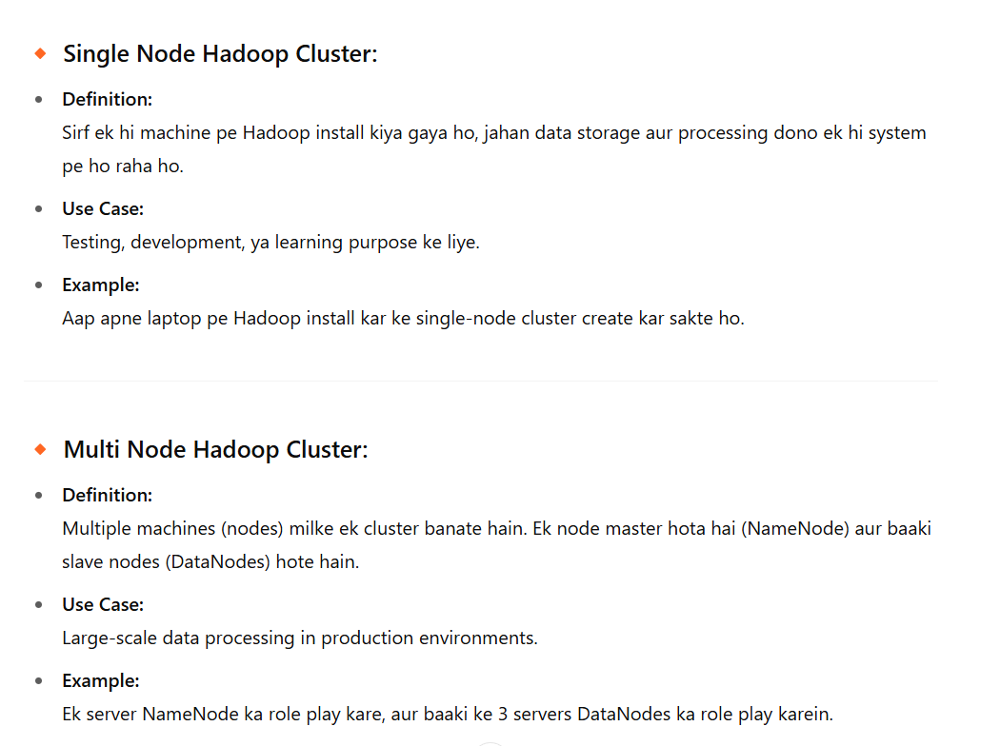 Single Node Hadoop Cluster:
Definition:
Sirf ek hi machine pe Hadoop install kiya gaya ho, jahan data storage aur processing dono ek hi system
pe ho raha ho.
Use Case:
Testing, development, ya learning purpose ke liye.
Example:
Aap apne laptop pe Hadoop install kar ke single-node cluster create kar sakte ho.
Multi Node Hadoop Cluster:
Definition:
Multiple machines (nodes) milke ek cluster banate hain. Ek node master hota hai (NameNode) aur baaki
slave nodes (DataNodes) hote hain.
Use Case:
Large-scale data processing in production environments.
Example:
Ek server NameNode ka role play kare, aur baaki ke 3 servers DataNodes ka role play karein.